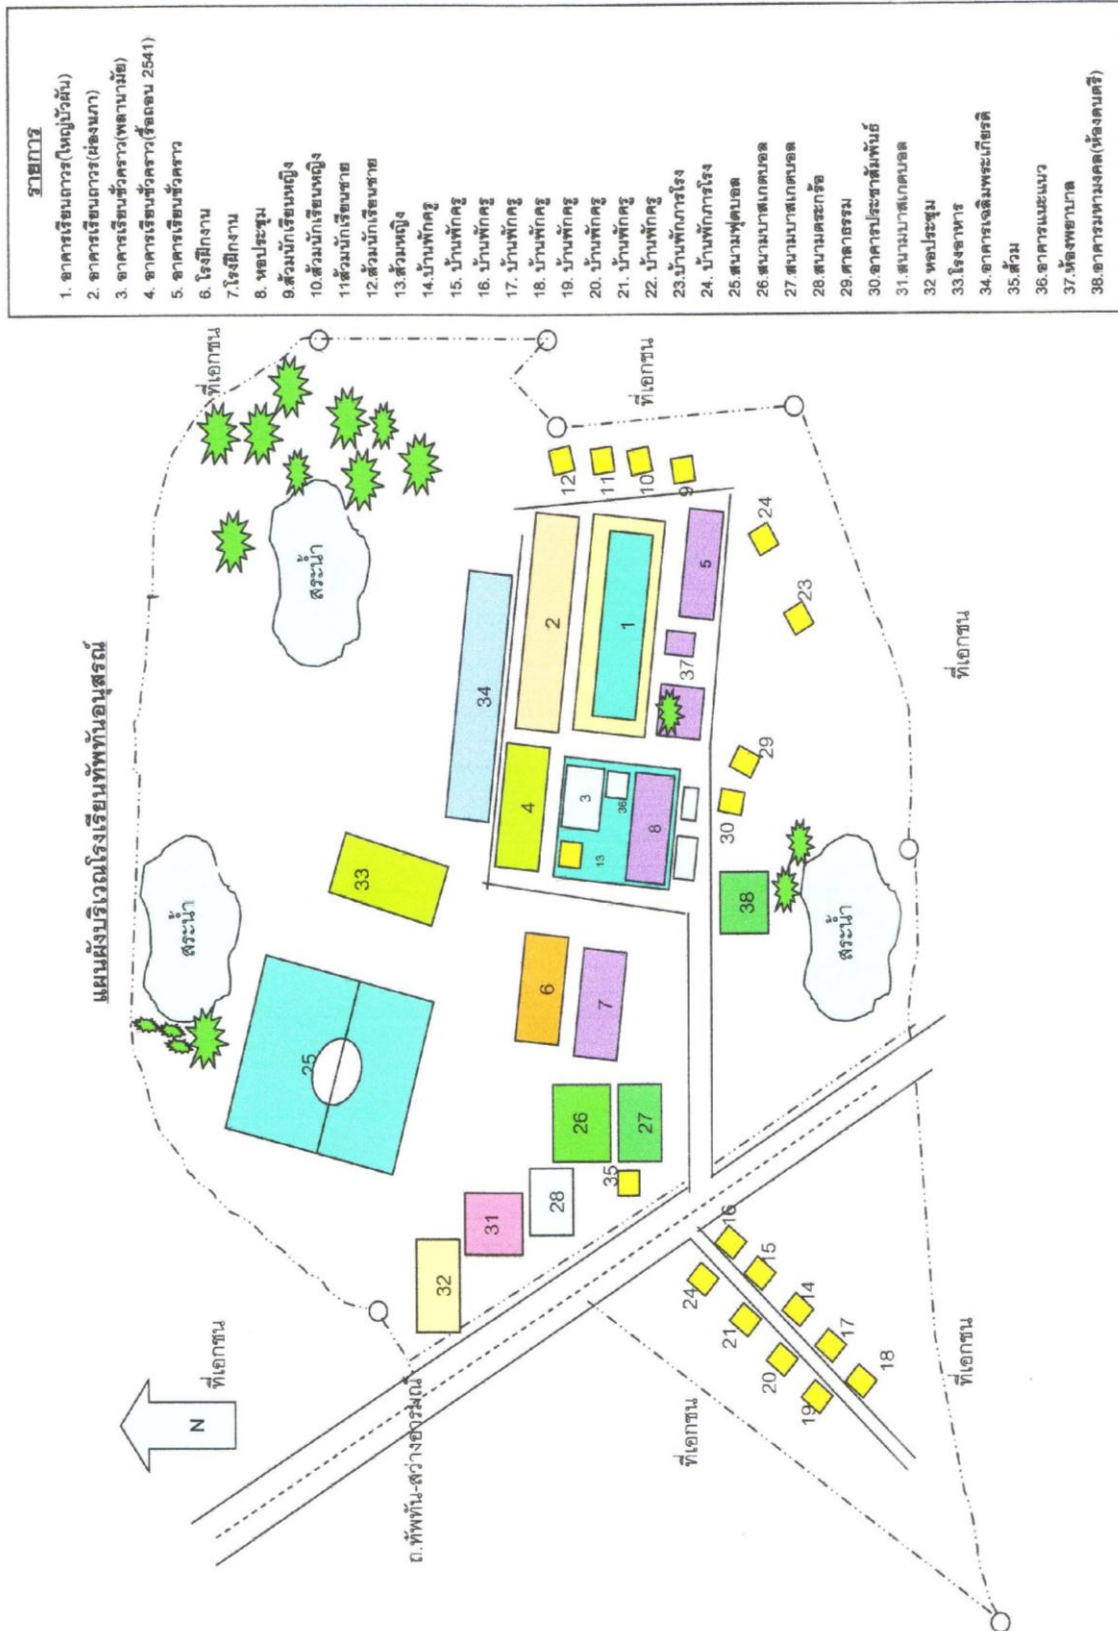 แผนผังบริเวณโรงเรียนทัพทันอนุสรณ์
N
ที่เอกชน
สระน้ำ
สระน้ำ
ที่เอกชน
25
33
34
32
31
28
26
27
35
6
7
4
2
1
3
36
13
8
37
5
12
11
10
9
ที่เอกชน
38
30
29
23
24
สระน้ำ
ที่เอกชน
ถ.ทัพทัน-สว่างอารมณ์
24
16
21
15
20
14
19
17
18
ที่เอกชน
ที่เอกชน
รายการ
1. อาคารเรียนถาวร(ใหญ่บัวผัน)
2. อาคารเรียนถาวร(ผ่องนภา)
3. อาคารเรียนชั่วคราว(พลานามัย)
4. อาคารเรียนชั่วคราว(รื้อถอน 2541)
5. อาคารเรียนชั่วคราว
6. โรงฝึกงาน
7.โรงฝึกงาน
8. หอประชุม
9.ส้วมนักเรียนหญิง
10.ส้วมนักเรียนหญิง
11ส้วมนักเรียนชาย
12.ส้วมนักเรียนชาย
13.ส้วมหญิง
14.บ้านพักครู
15. บ้านพักครู
16. บ้านพักครู
17. บ้านพักครู
18. บ้านพักครู
19. บ้านพักครู
20. บ้านพักครู
21. บ้านพักครู
22. บ้านพักครู
23.บ้านพักภารโรง
24. บ้านพักภารโรง
25.สนามฟุตบอล
26.สนามบาสเกตบอล
27.สนามบาสเกตบอล
28.สนามตะกร้อ
29.ศาลาธรรม
30.อาคารประชาสัมพันธ์
31.สนามบาสเกตบอล
32 หอประชุม
33.โรงอาหาร
34.อาคารเฉลิมพระเกียรติ
35.ส้วม
36.อาคารแนะแนว
37.ห้องพยาบาล
38.อาคารมหามงคล(ห้องดนตรี)